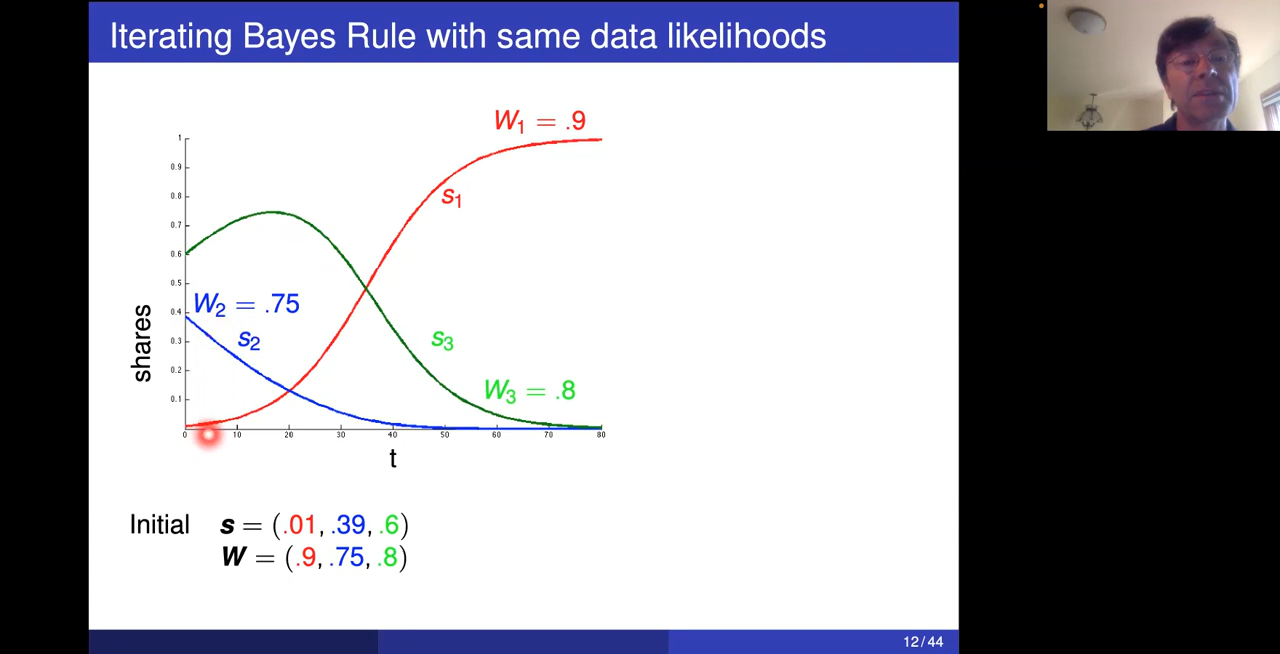 Iterating Bayes Rule with same data likelihoods
W₁ = .9
1
0.9
0.8
s₁
0.7
0.6
0.5
0.4
W₂ = .75
0.3
s₂
s₃
0.2
W₃ = .8
0.1
shares
0 10 20 30 40 50 60 70 80
t
Initial s = (.01, .39, .6)
W = (.9, .75, .8)
12/44